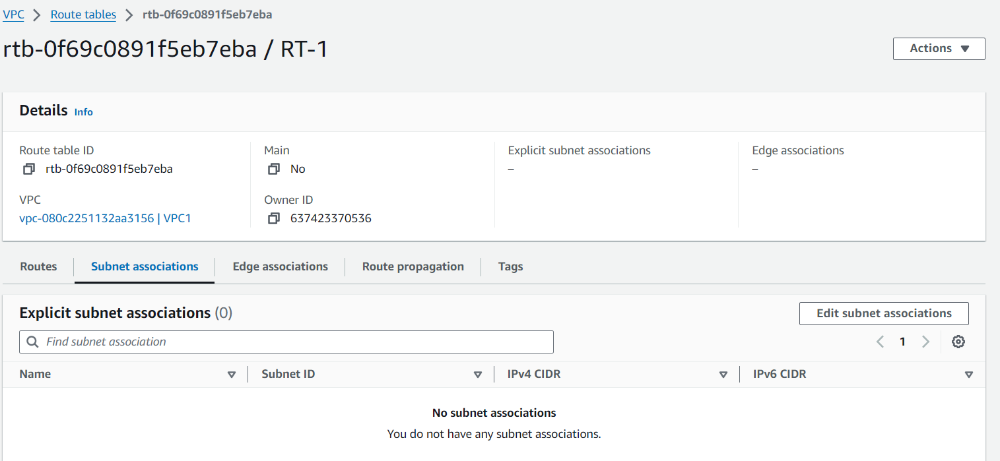 VPC > Route tables > rtb-0f69c0891f5eb7eba
rtb-0f69c0891f5eb7eba / RT-1
Actions
Details Info
Route table ID
rtb-0f69c0891f5eb7eba
Main
No
Explicit subnet associations
–
Edge associations
–
VPC
vpc-080c2251132aa3156 | VPC1
Owner ID
637423370536
Routes
Subnet associations
Edge associations
Route propagation
Tags
Explicit subnet associations (0)
Edit subnet associations
Find subnet association
1
Name
Subnet ID
IPv4 CIDR
IPv6 CIDR
No subnet associations
You do not have any subnet associations.